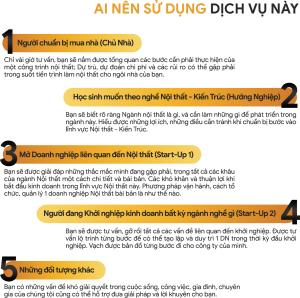 AI NÊN SỬ DỤNG DỊCH VỤ NÀY
1 Người chuẩn bị mua nhà (Chủ Nhà)
Chỉ vài giờ tư vấn, bạn sẽ nắm được tổng quan các bước cần phải thực hiện của
một công trình nội thất; Dự trù, dự đoán chi phí và các rủi ro có thể gặp phải
trong suốt tiến trình làm nội thất cho ngôi nhà của bạn.
Học sinh muốn theo nghề Nội thất - Kiến Trúc (Hướng Nghiệp) 2
Bạn sẽ biết rõ ràng Ngành nội thất là gì, và cần làm những gì để phát triển trong
ngành này. Hiểu được những lợi ích, những điều cần tránh khi chuẩn bị bước vào
lĩnh vực Nội thất - Kiến Trúc.
3 Mở Doanh nghiệp liên quan đến Nội thất (Start-Up 1)
Bạn sẽ được giải đáp những thắc mắc mình đang gặp phải, trong tất cả các khâu
của ngành Nội thất một cách chi tiết và bài bản. Các khó khăn và thuận lợi khi
bắt đầu kinh doanh trong lĩnh vực Nội thất này. Phương pháp vận hành, cách tổ
chức, quản lý 1 doanh nghiệp Nội thất bài bản là như thế nào.
Người đang Khởi nghiệp kinh doanh bất kỳ ngành nghề gì (Start-Up 2) 4
Bạn sẽ được tư vấn, gỡ rối tất cả các vấn đề liên quan đến khởi nghiệp. Được tư
vấn lộ trình từng bước để có thể tạo lập và duy trì 1 DN trong thời kỳ đầu khởi
nghiệp. Vạch được bản đồ từng bước đi cho công ty của mình.
5 Những đối tượng khác
Bạn có những vấn đề khó giải quyết trong cuộc sống, công việc, gia đình, chuyên
gia của chúng tôi cũng có thể hỗ trợ đưa giải pháp và lời khuyên cho bạn.